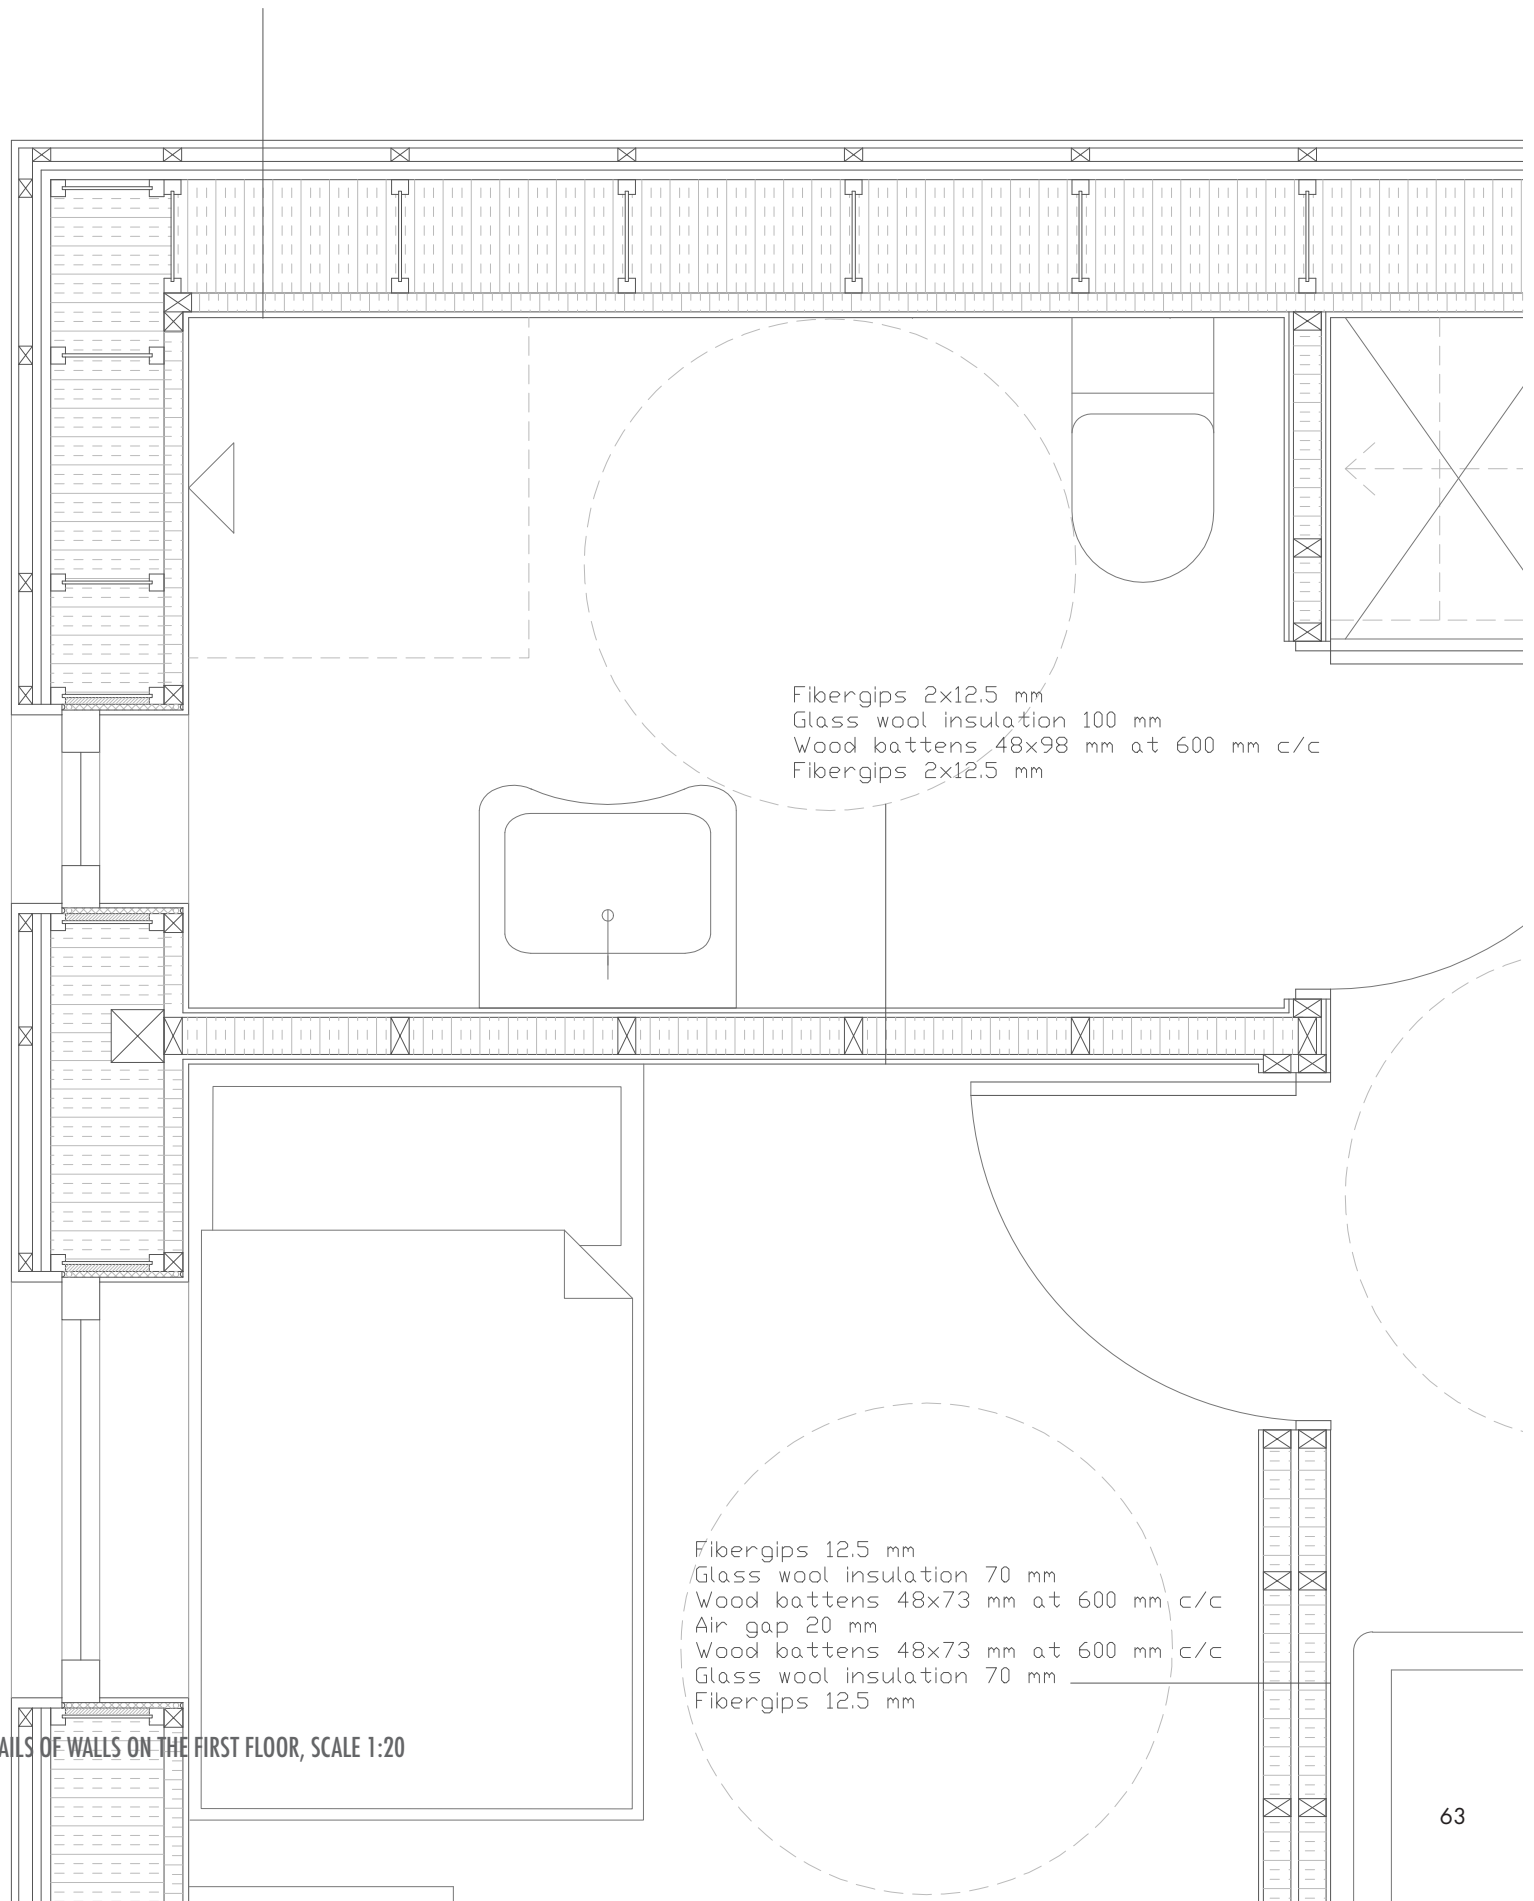 Fibergips 2x12.5 mm
Glass wool insulation 100 mm
Wood battens 48x98 mm at 600 mm c/c
Fibergips 2x12.5 mm
Fibergips 12.5 mm
Glass wool insulation 70 mm
Wood battens 48x73 mm at 600 mm c/c
Air gap 20 mm
Wood battens 48x73 mm at 600 mm c/c
Glass wool insulation 70 mm
Fibergips 12.5 mm
AILS OF WALLS ON THE FIRST FLOOR, SCALE 1:20
63